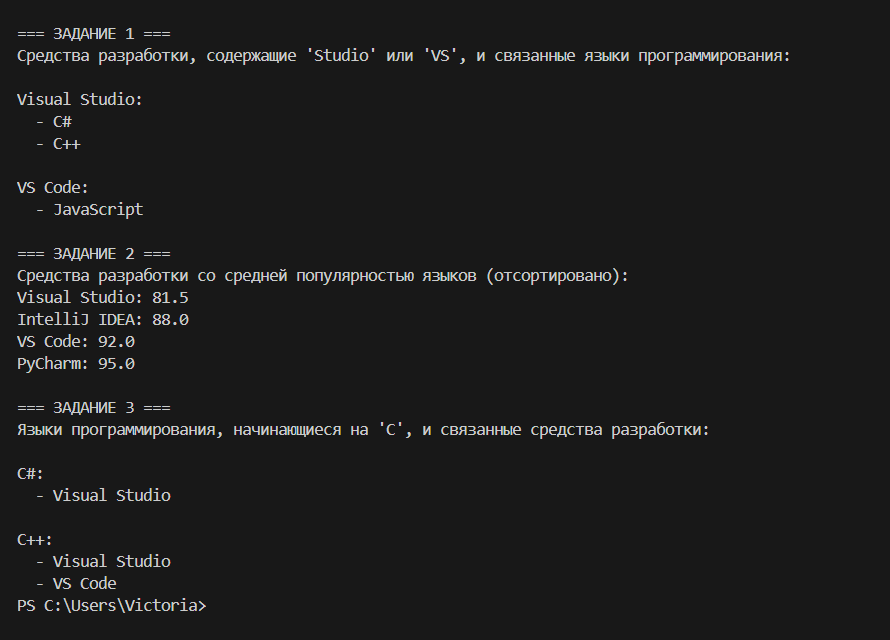 === ЗАДАНИЕ 1 ===
Средства разработки, содержащие 'Studio' или 'VS', и связанные языки программирования:
Visual Studio:
- C#
- C++
VS Code:
- JavaScript
=== ЗАДАНИЕ 2 ===
Средства разработки со средней популярностью языков (отсортировано):
Visual Studio: 81.5
IntelliJ IDEA: 88.0
VS Code: 92.0
PyCharm: 95.0
=== ЗАДАНИЕ 3 ===
Языки программирования, начинающиеся на 'C', и связанные средства разработки:
C#:
- Visual Studio
C++:
- Visual Studio
- VS Code
PS C:\Users\Victoria>